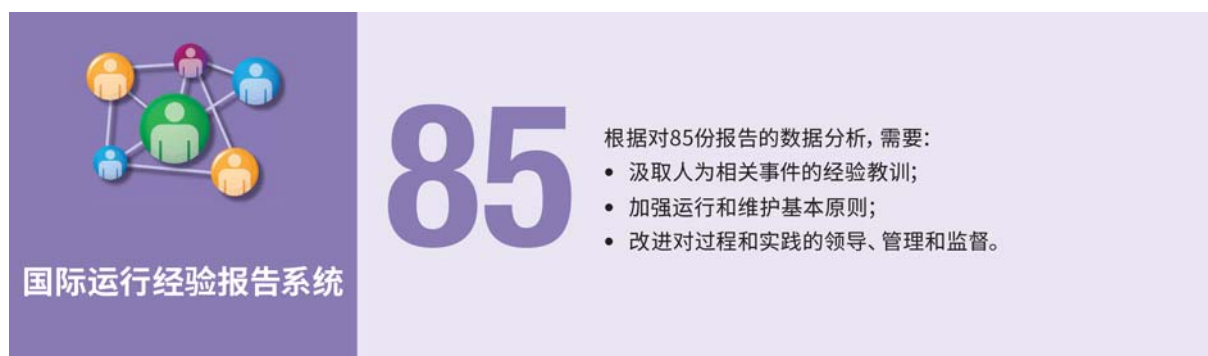 国际运行经验报告系统
85
根据对85份报告的数据分析，需要：
• 汲取人为相关事件的经验教训；
• 加强运行和维护基本原则；
• 改进对过程和实践的领导、管理和监督。